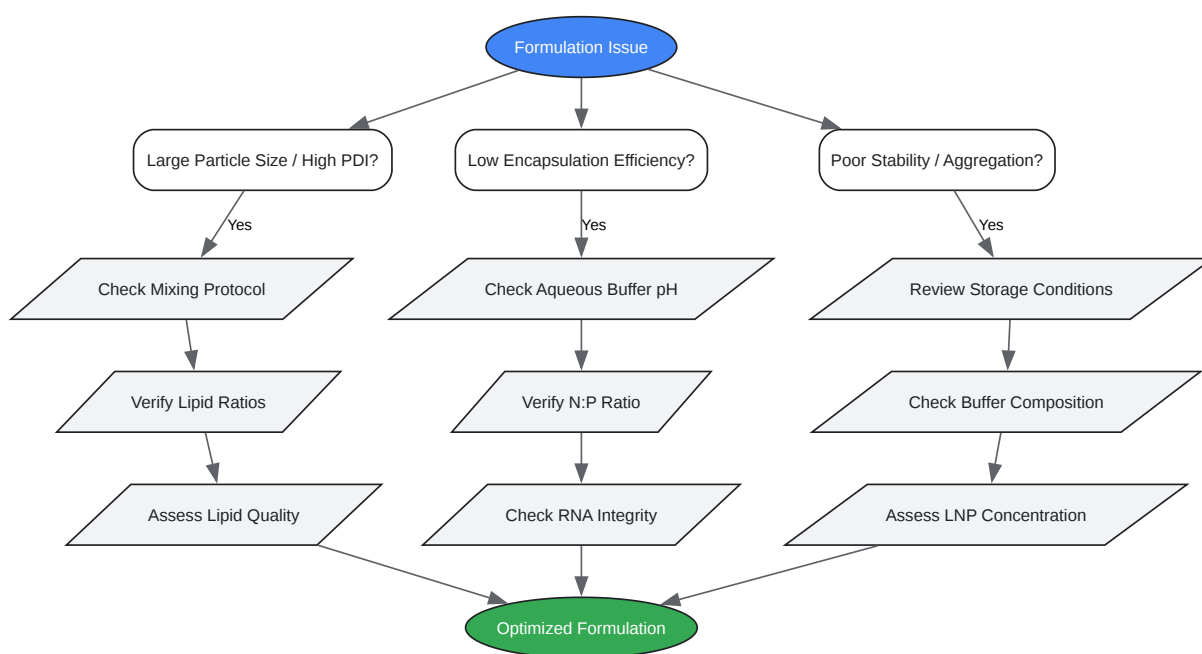 Formulation Issue
Large Particle Size / High PDI?
Low Encapsulation Efficiency?
Poor Stability / Aggregation?
Yes
Yes
Yes
Check Mixing Protocol
Check Aqueous Buffer pH
Review Storage Conditions
Verify Lipid Ratios
Verify N:P Ratio
Check Buffer Composition
Assess Lipid Quality
Check RNA Integrity
Assess LNP Concentration
Optimized Formulation